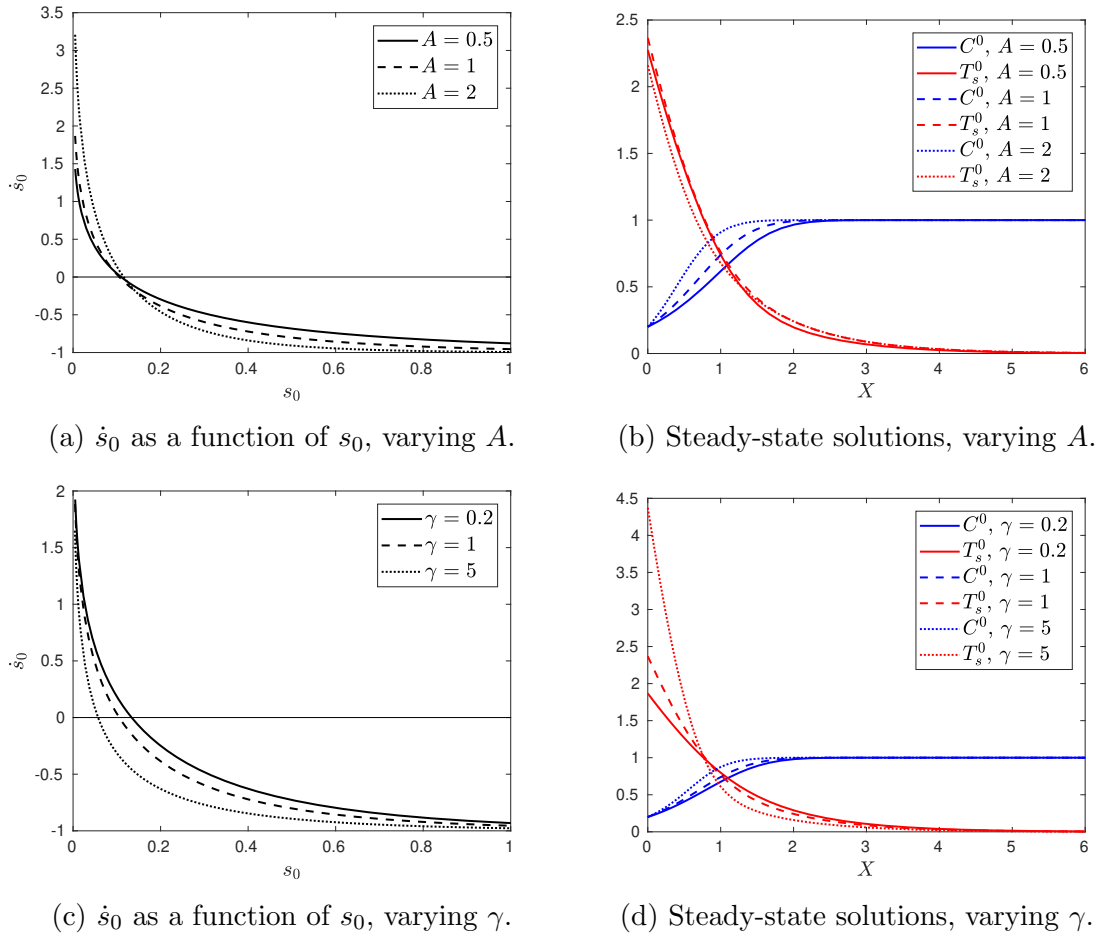 3.5
3
2.5
2
1.5
1
0.5
0
-0.5
-1
0 0.2 0.4 0.6 0.8 1
ṡ₀
s₀
A = 0.5
A = 1
A = 2
(a) ṡ₀ as a function of s₀, varying A.
2.5
2
1.5
1
0.5
0
0 1 2 3 4 5 6
X
C⁰, A = 0.5
Tₛ⁰, A = 0.5
C⁰, A = 1
Tₛ⁰, A = 1
C⁰, A = 2
Tₛ⁰, A = 2
(b) Steady-state solutions, varying A.
2
1.5
1
0.5
0
-0.5
-1
0 0.2 0.4 0.6 0.8 1
ṡ₀
s₀
γ = 0.2
γ = 1
γ = 5
(c) ṡ₀ as a function of s₀, varying γ.
4.5
4
3.5
3
2.5
2
1.5
1
0.5
0
0 1 2 3 4 5 6
X
C⁰, γ = 0.2
Tₛ⁰, γ = 0.2
C⁰, γ = 1
Tₛ⁰, γ = 1
C⁰, γ = 5
Tₛ⁰, γ = 5
(d) Steady-state solutions, varying γ.